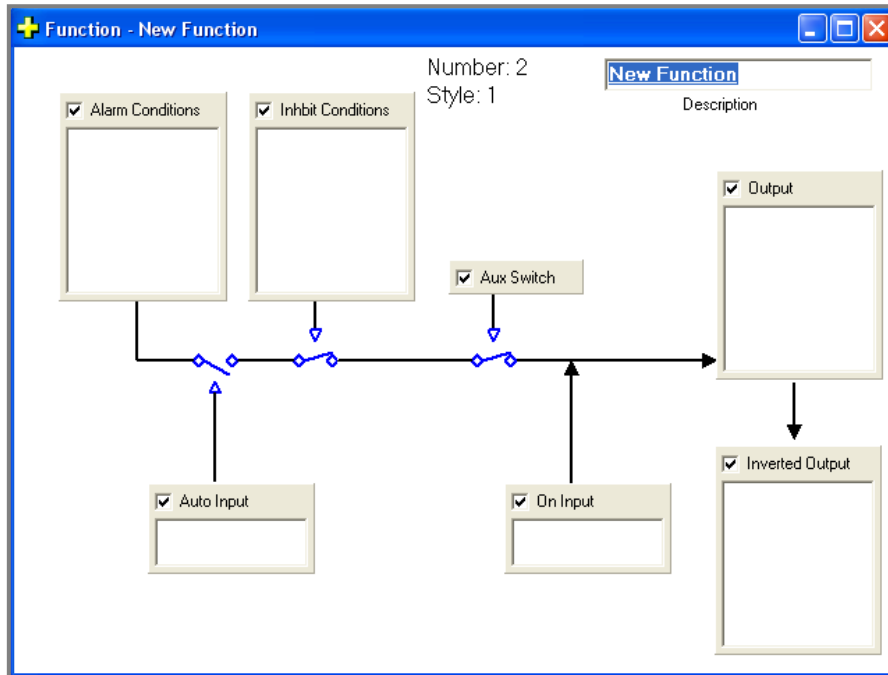 Function - New Function
Number: 2
Style: 1
New Function
Description
Alarm Conditions
Inhbit Conditions
Output
Aux Switch
Auto Input
On Input
Inverted Output